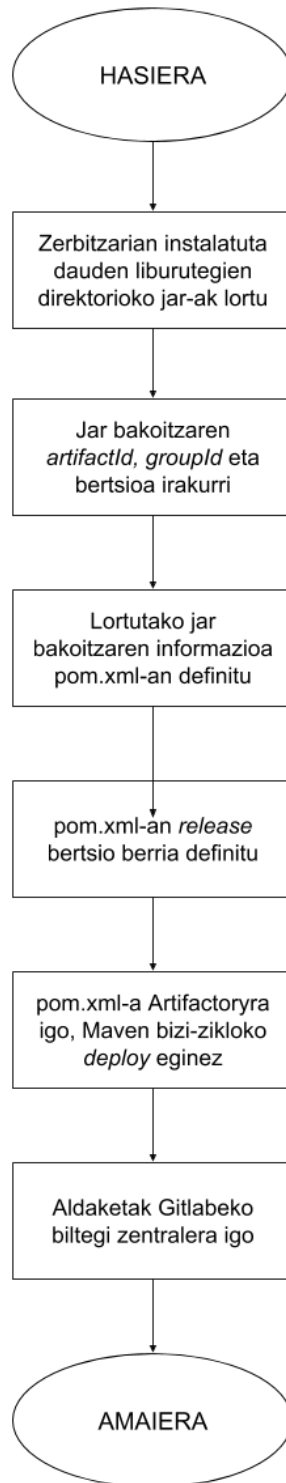 HASIERA
Zerbitzarian instalatuta
dauden liburutegien
direktorioko jar-ak lortu
Jar bakoitzaren
artifactId, groupId eta
bertsioa irakurri
Lortutako jar
bakoitzaren informazioa
pom.xml-an definitu
pom.xml-an release
bertsio berria definitu
pom.xml-a Artifactoryra
igo, Maven bizi-zikloko
deploy eginez
Aldaketak Gitlabeko
biltegi zentralera igo
AMAIERA